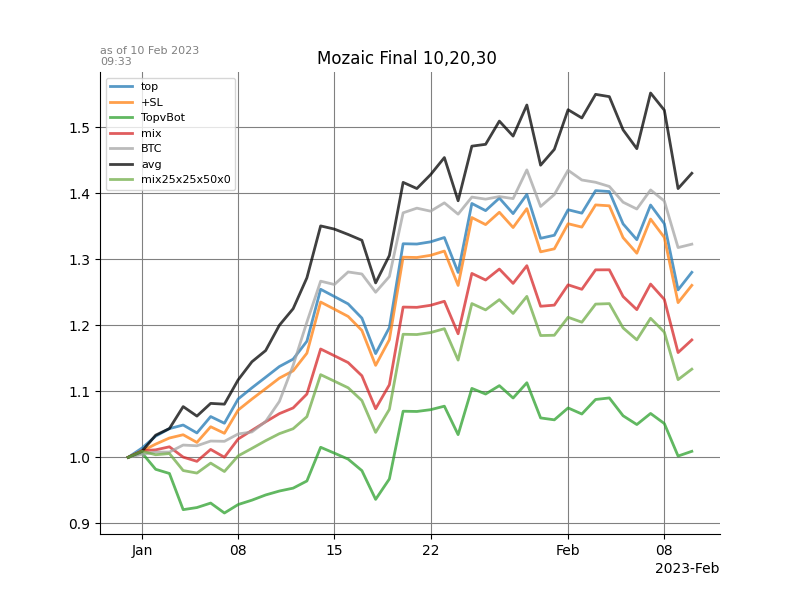 as of 10 Feb 2023
09:33
Mozaic Final 10,20,30
top
+SL
TopvBot
mix
BTC
avg
mix25x25x50x0
1.5
1.4
1.3
1.2
1.1
1.0
0.9
Jan 08 15 22 Feb 08
2023-Feb